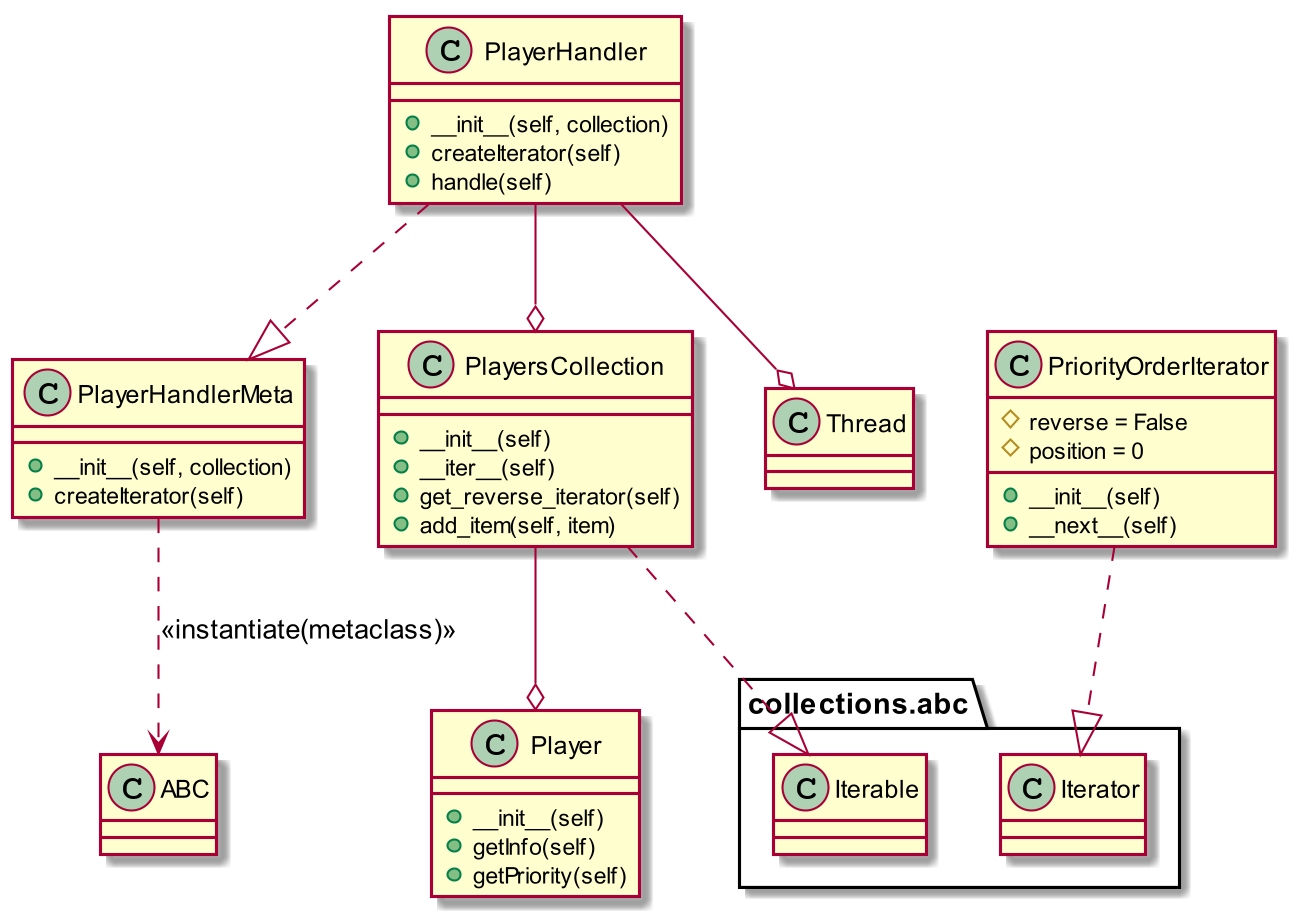 C PlayerHandler
__init__(self, collection)
createIterator(self)
handle(self)
C PlayerHandlerMeta
__init__(self, collection)
createIterator(self)
C PlayersCollection
__init__(self)
__iter__(self)
get_reverse_iterator(self)
add_item(self, item)
C Thread
C PriorityOrderIterator
reverse = False
position = 0
__init__(self)
__next__(self)
«instantiate(metaclass)»
C ABC
C Player
__init__(self)
getInfo(self)
getPriority(self)
collections.abc
C Iterable
C Iterator